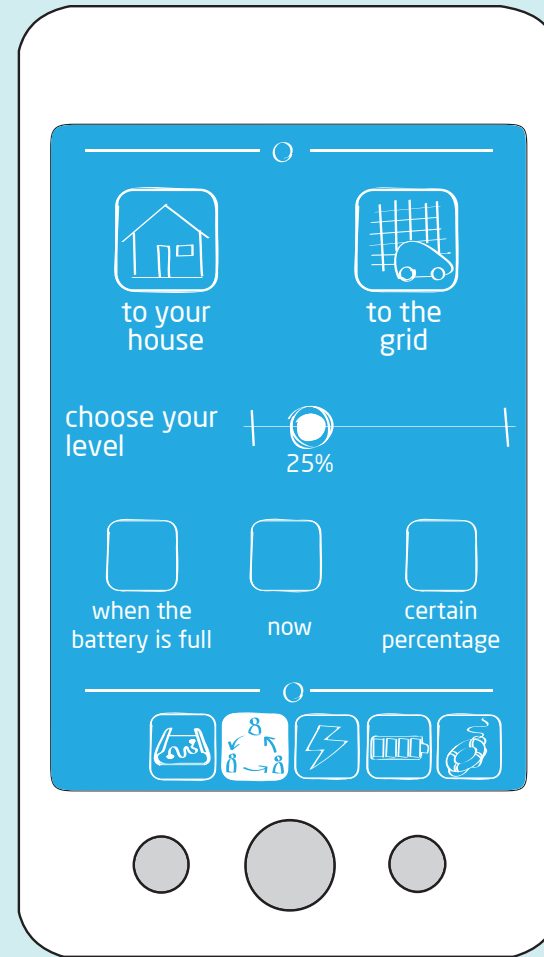 to your
house
to the
grid
choose your
level
25%
when the
battery is full
now
certain
percentage